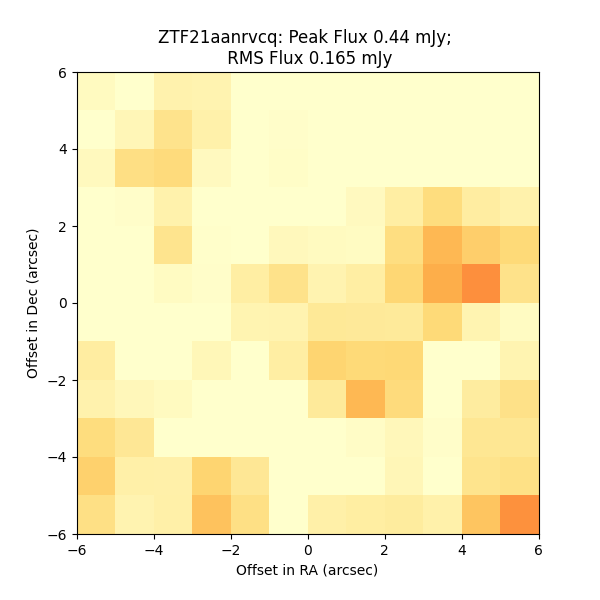 ZTF21aanrvcq: Peak Flux 0.44 mJy;
RMS Flux 0.165 mJy
6
4
2
0
−2
−4
−6
Offset in Dec (arcsec)
−6 −4 −2 0 2 4 6
Offset in RA (arcsec)